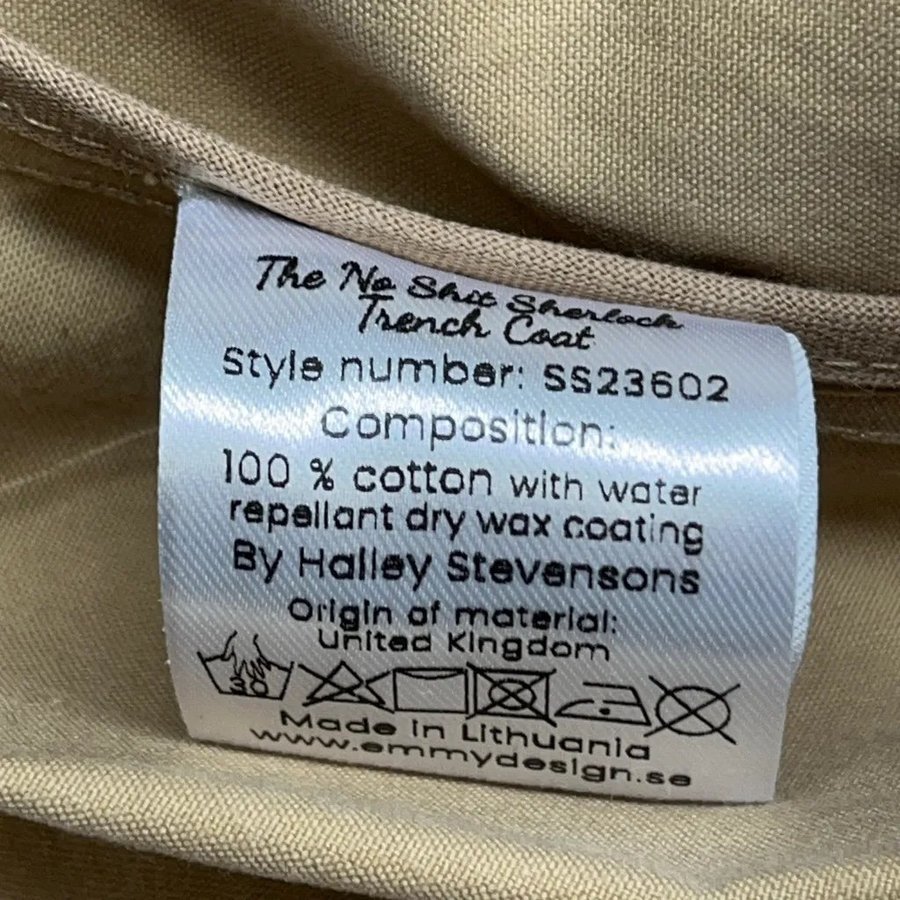 The No Shit Sherlock
Trench Coat
Style number: SS23602
Composition:
100 % cotton with water
repellant dry wax coating
By Halley Stevensons
Origin of material:
United Kingdom
30
Made in Lithuania
www.emmydesign.se